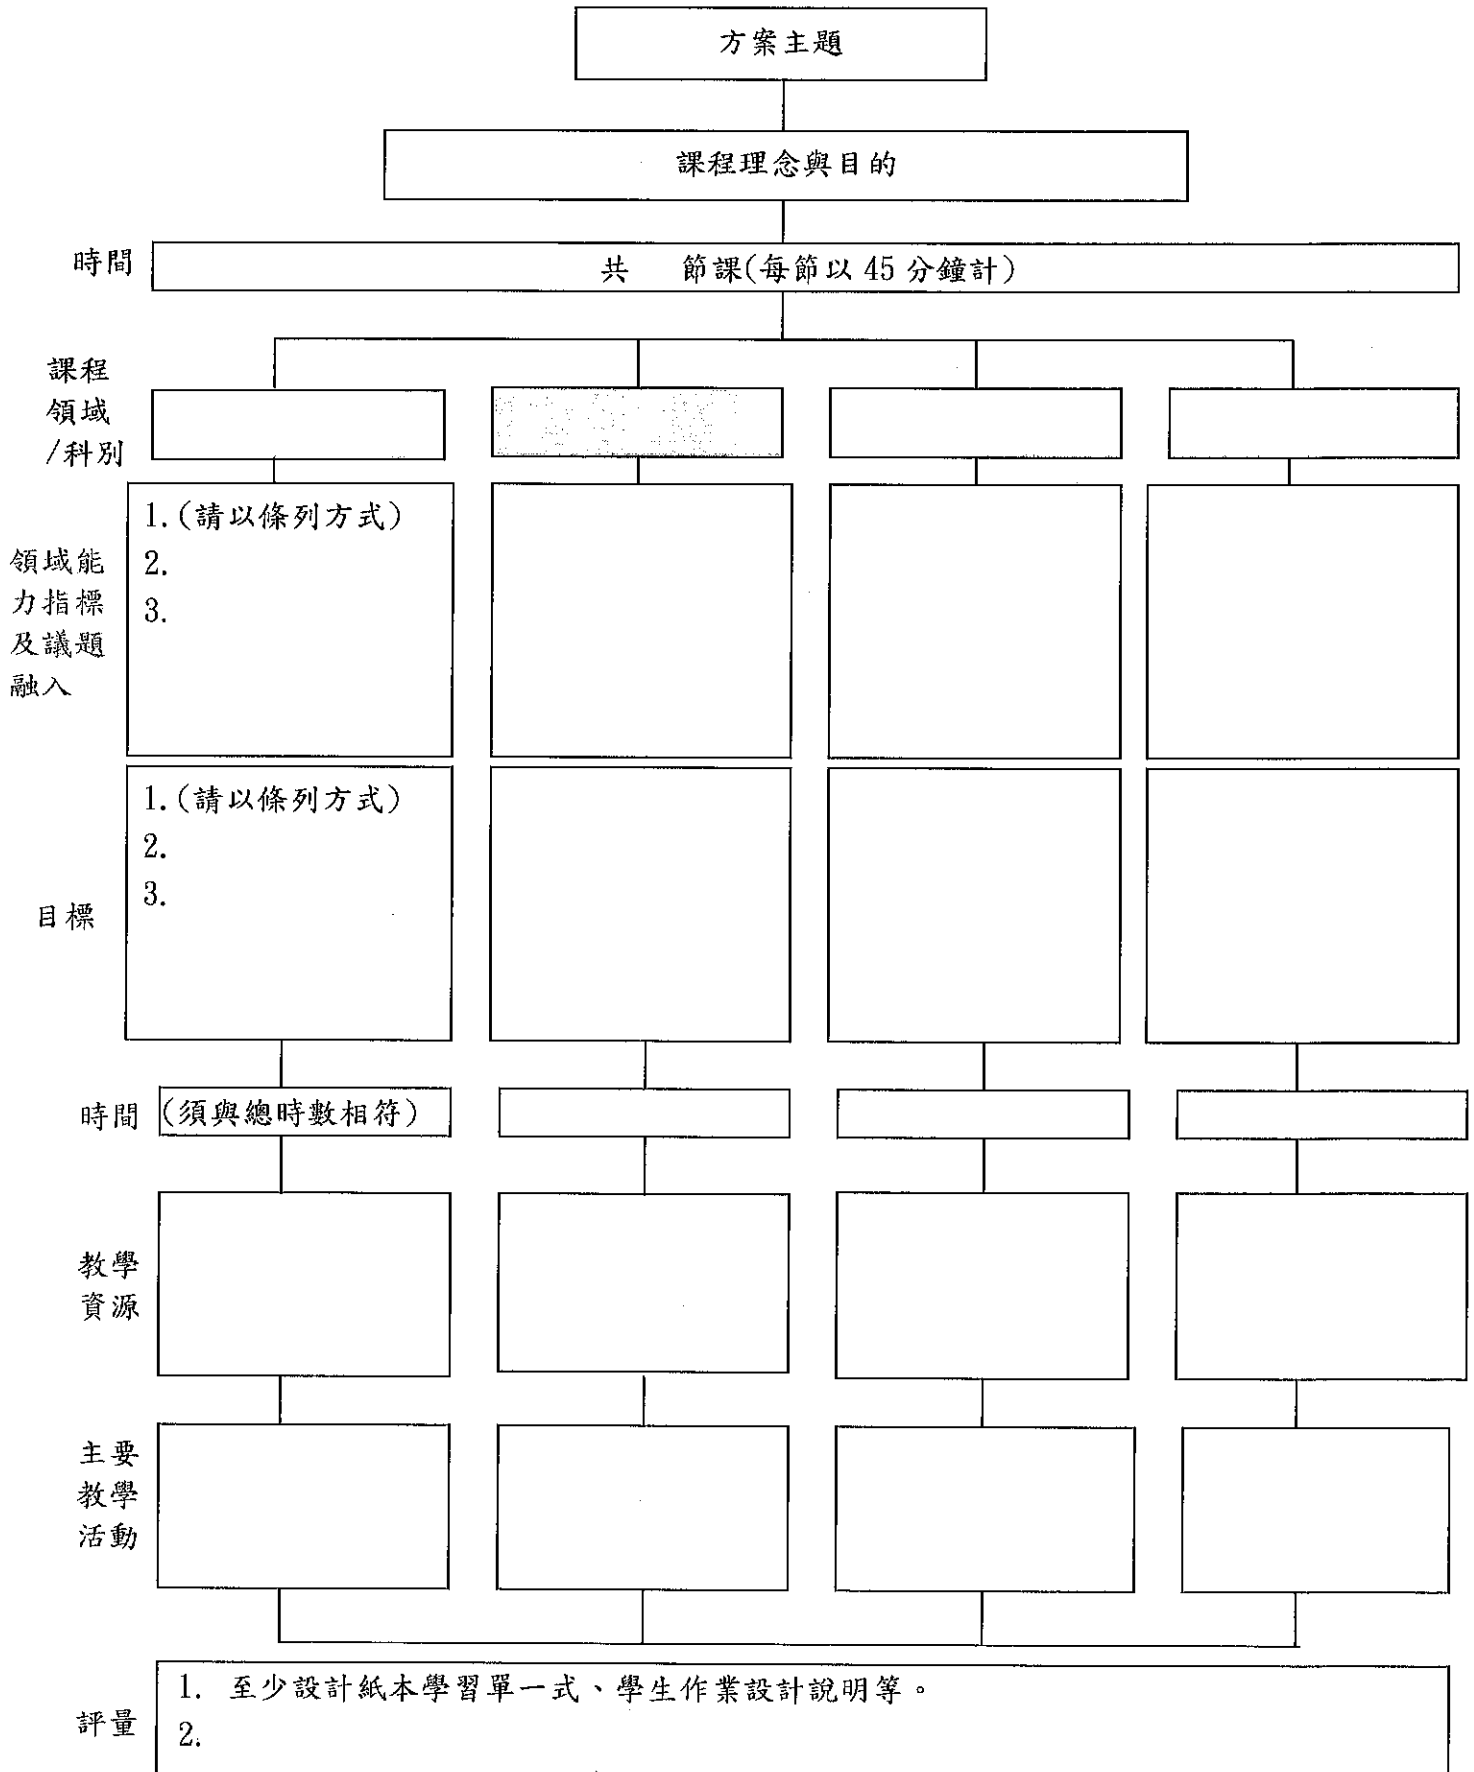 方案主題
課程理念與目的
時間
共 節課(每節以 45 分鐘計)
課程
領域
/科別
領域能
力指標
及議題
融入
1.(請以條列方式)
2.
3.
目標
1.(請以條列方式)
2.
3.
時間
(須與總時數相符)
教學
資源
主要
教學
活動
評量
1. 至少設計紙本學習單一式、學生作業設計說明等。
2.